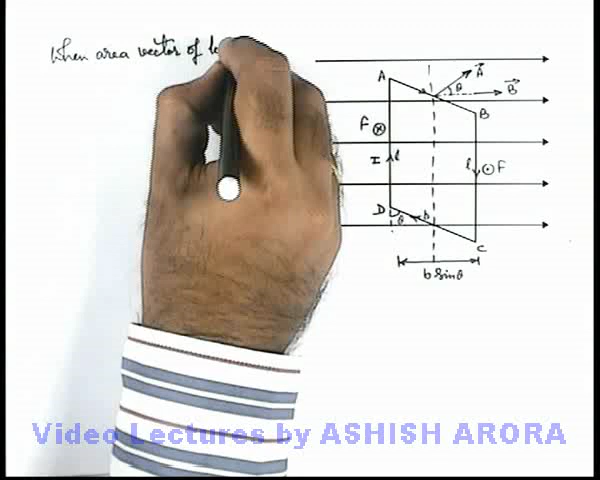 When area vector of
A
B
C
D
A⃗
B⃗
θ
F ⊗
I
l
l
⊙ F
θ
b
b sinθ
Video Lectures by ASHISH ARORA